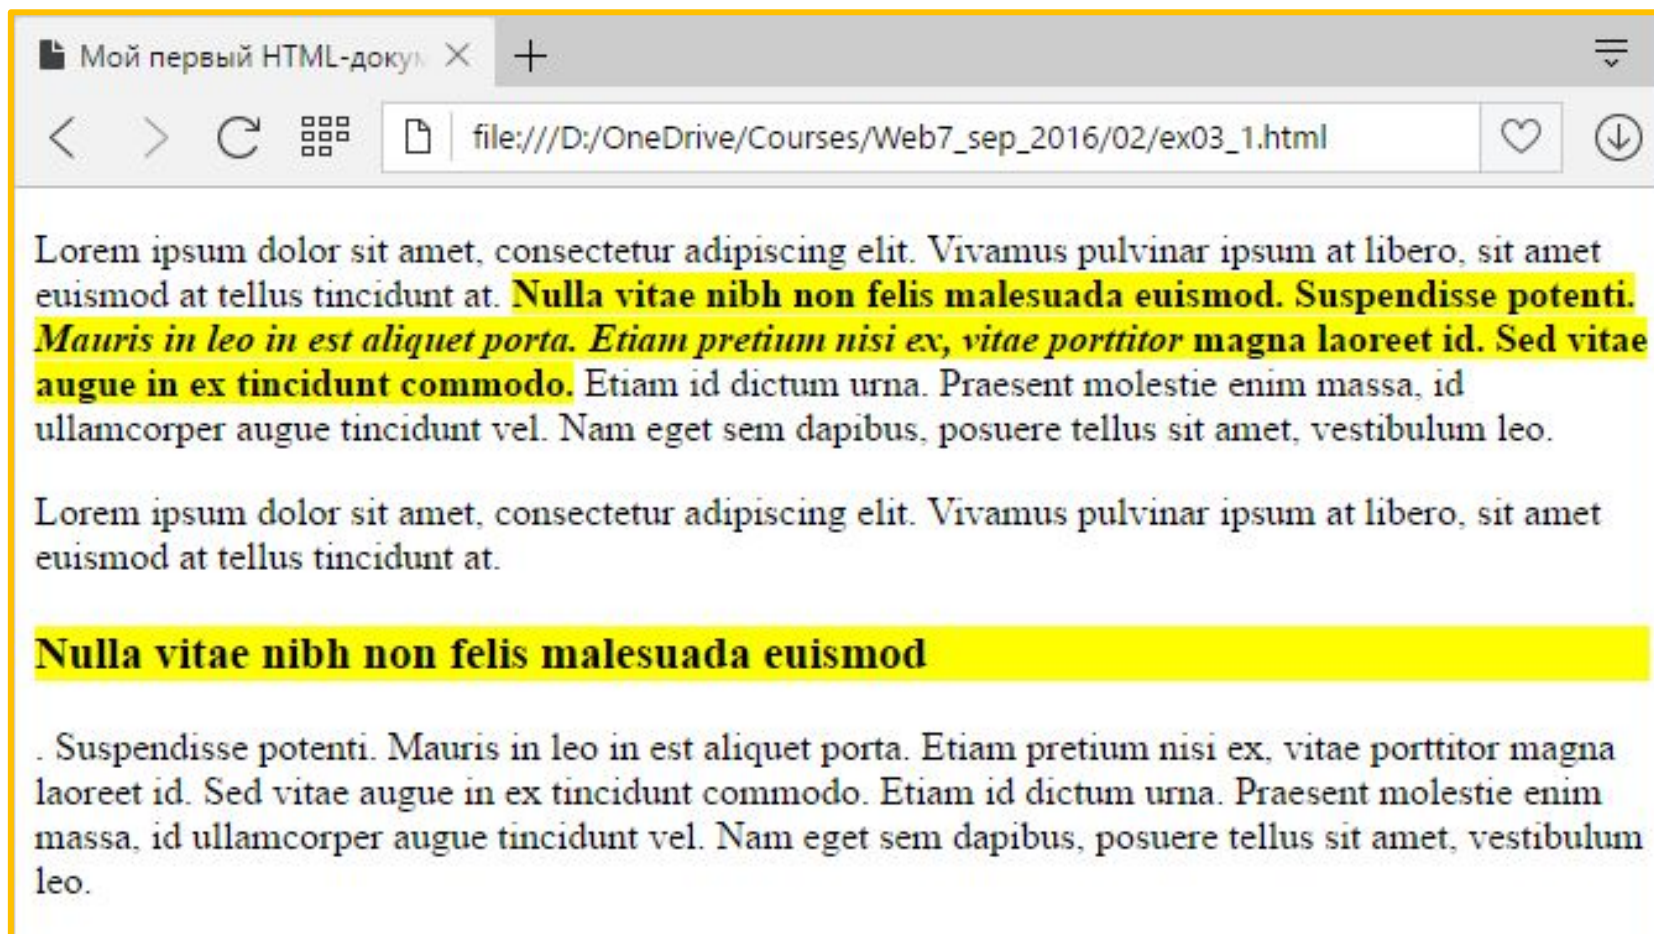 Мой первый HTML-докум
file:///D:/OneDrive/Courses/Web7_sep_2016/02/ex03_1.html
Lorem ipsum dolor sit amet, consectetur adipiscing elit. Vivamus pulvinar ipsum at libero, sit amet
euismod at tellus tincidunt at. Nulla vitae nibh non felis malesuada euismod. Suspendisse potenti.
Mauris in leo in est aliquet porta. Etiam pretium nisi ex, vitae porttitor magna laoreet id. Sed vitae
augue in ex tincidunt commodo. Etiam id dictum urna. Praesent molestie enim massa, id
ullamcorper augue tincidunt vel. Nam eget sem dapibus, posuere tellus sit amet, vestibulum leo.
Lorem ipsum dolor sit amet, consectetur adipiscing elit. Vivamus pulvinar ipsum at libero, sit amet
euismod at tellus tincidunt at.
Nulla vitae nibh non felis malesuada euismod
. Suspendisse potenti. Mauris in leo in est aliquet porta. Etiam pretium nisi ex, vitae porttitor magna
laoreet id. Sed vitae augue in ex tincidunt commodo. Etiam id dictum urna. Praesent molestie enim
massa, id ullamcorper augue tincidunt vel. Nam eget sem dapibus, posuere tellus sit amet, vestibulum
leo.